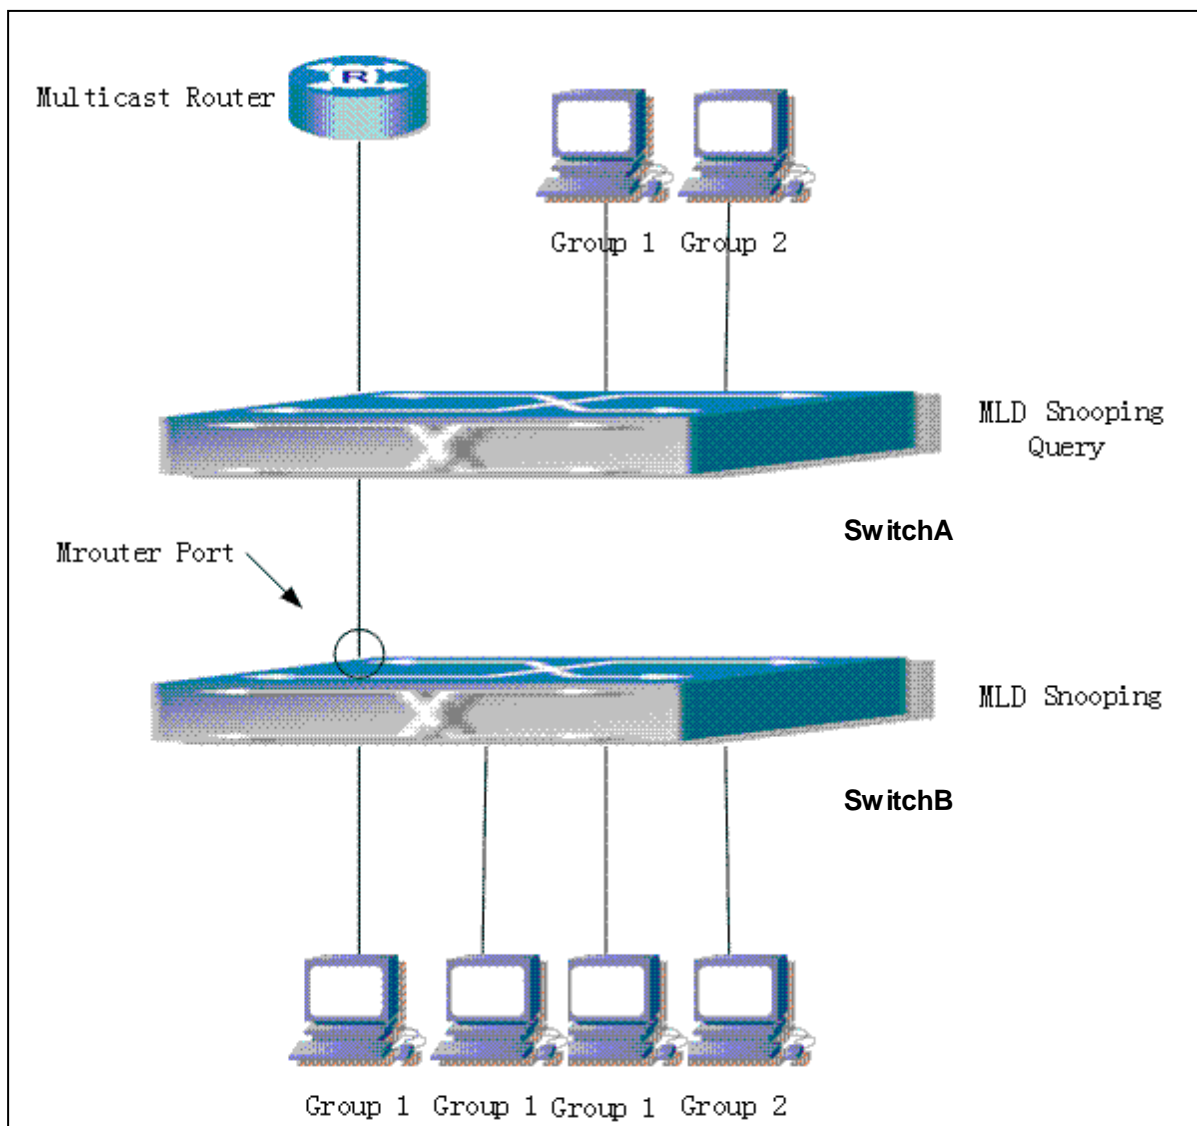 R
Multicast Router
Group 1 Group 2
MLD Snooping
Query
SwitchA
Mrouter Port
MLD Snooping
SwitchB
Group 1 Group 1 Group 1 Group 2